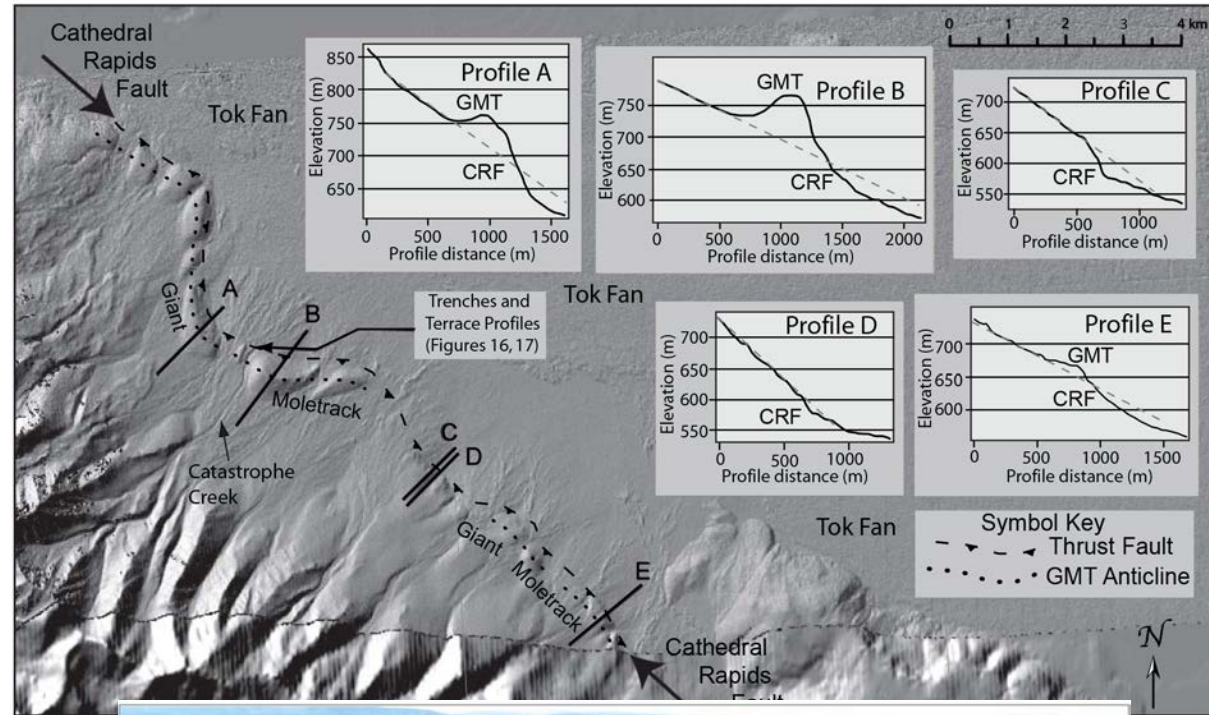 Cathedral
Rapids
Fault
Tok Fan
0 1 2 3 4 km
Profile A
GMT
CRF
Elevation (m)
850
800
750
700
650
0 500 1000 1500
Profile distance (m)
Profile B
GMT
CRF
Elevation (m)
750
700
650
600
0 500 1000 1500 2000
Profile distance (m)
Profile C
CRF
Elevation (m)
700
650
600
550
0 500 1000
Profile distance (m)
A
Giant
B
Trenches and
Terrace Profiles
(Figures 16, 17)
Tok Fan
Moletrack
Catastrophe
Creek
C
D
Profile D
CRF
Elevation (m)
700
650
600
550
0 500 1000
Profile distance (m)
Profile E
GMT
CRF
Elevation (m)
700
650
600
0 500 1000 1500
Profile distance (m)
Giant
Moletrack
E
Tok Fan
Symbol Key
Thrust Fault
GMT Anticline
Cathedral
Rapids
Fault
N